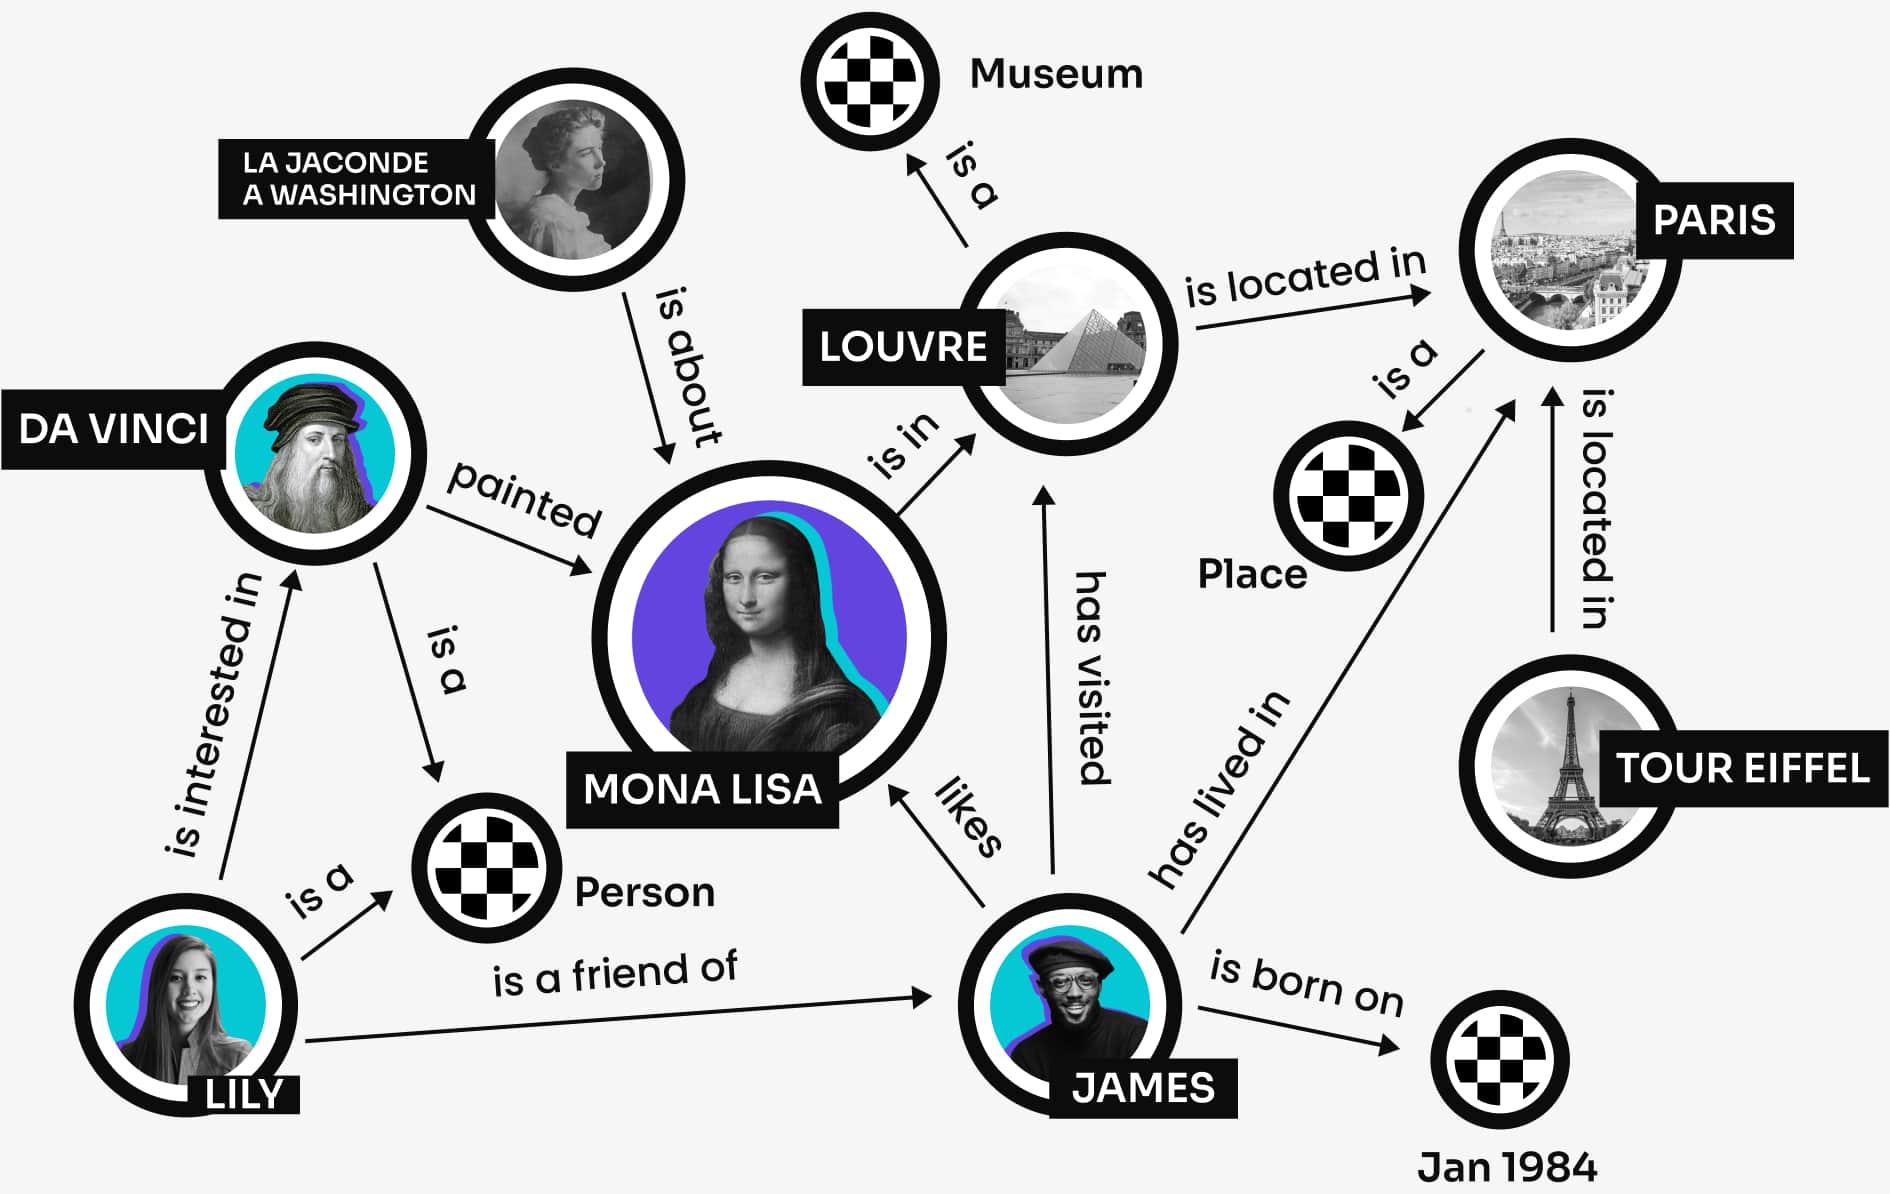 Museum
LA JACONDE
A WASHINGTON
is a
PARIS
is located in
is about
LOUVRE
is a
DA VINCI
is in
is located in
painted
Place
is interested in
is a
has visited
has lived in
TOUR EIFFEL
MONA LISA
likes
is a
Person
is a friend of
is born on
LILY
JAMES
Jan 1984